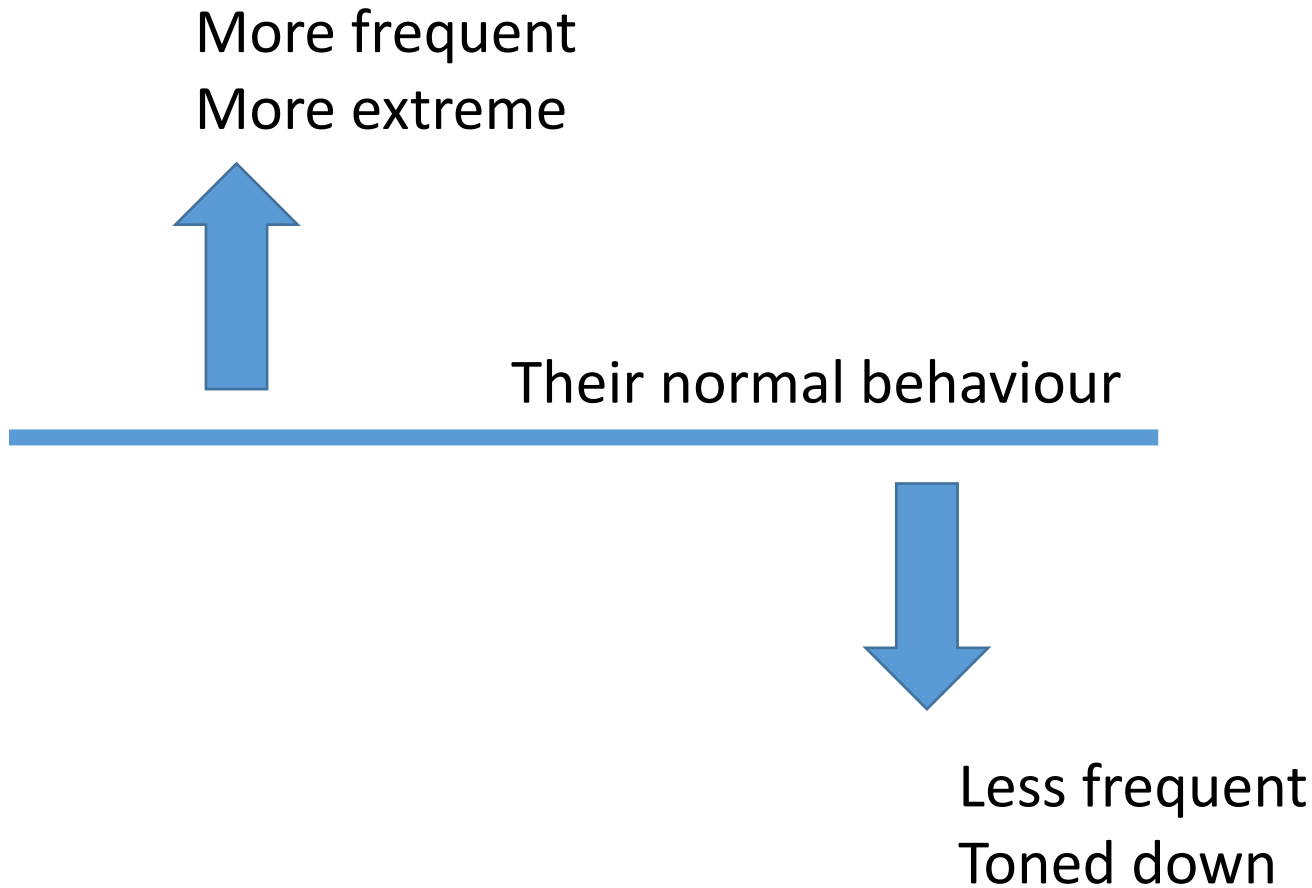 More frequent
More extreme
Their normal behaviour
Less frequent
Toned down